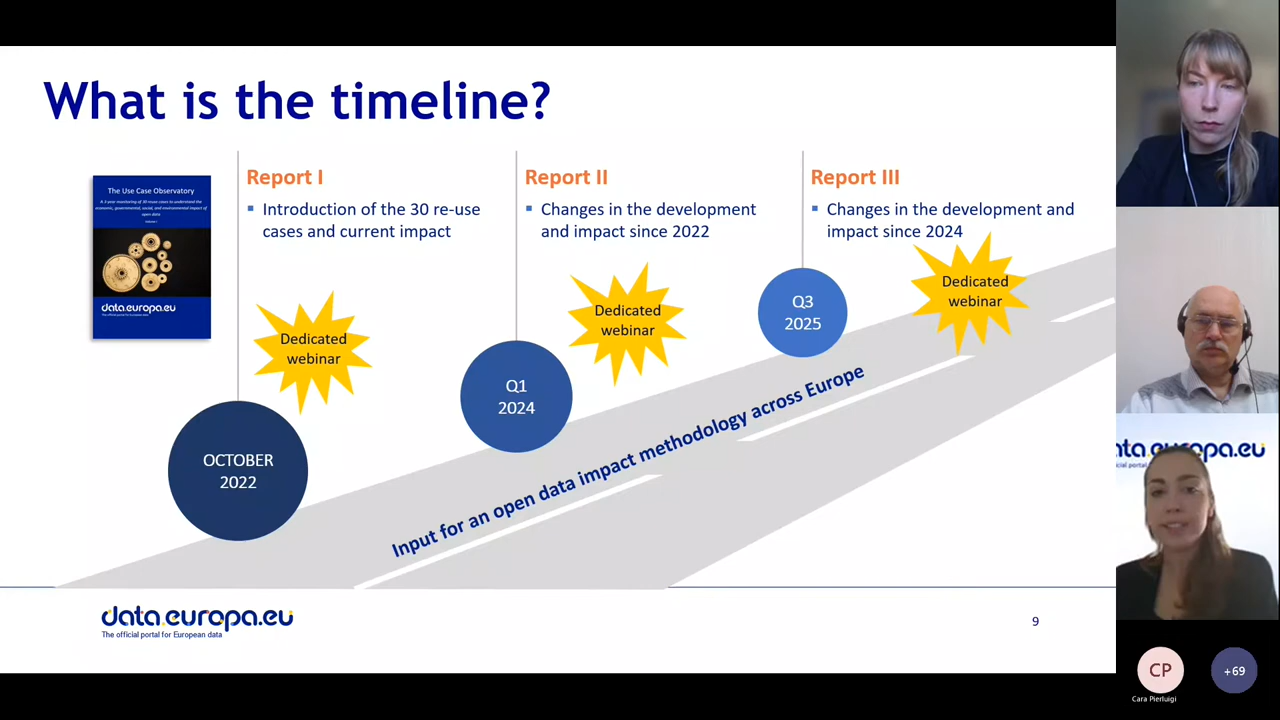 What is the timeline?
The Use Case Observatory
A 3-year monitoring of 30 reuse cases to understand the
economic, governmental, social, and environmental impact of
open data
Volume I
data.europa.eu
Report I
Introduction of the 30 re-use
cases and current impact
Dedicated
webinar
OCTOBER
2022
Report II
Changes in the development
and impact since 2022
Dedicated
webinar
Q1
2024
Report III
Changes in the development and
impact since 2024
Dedicated
webinar
Q3
2025
Input for an open data impact methodology across Europe
data.europa.eu
The official portal for European data
9
ata.europa.eu
CP
Cara Pierluigi
+69